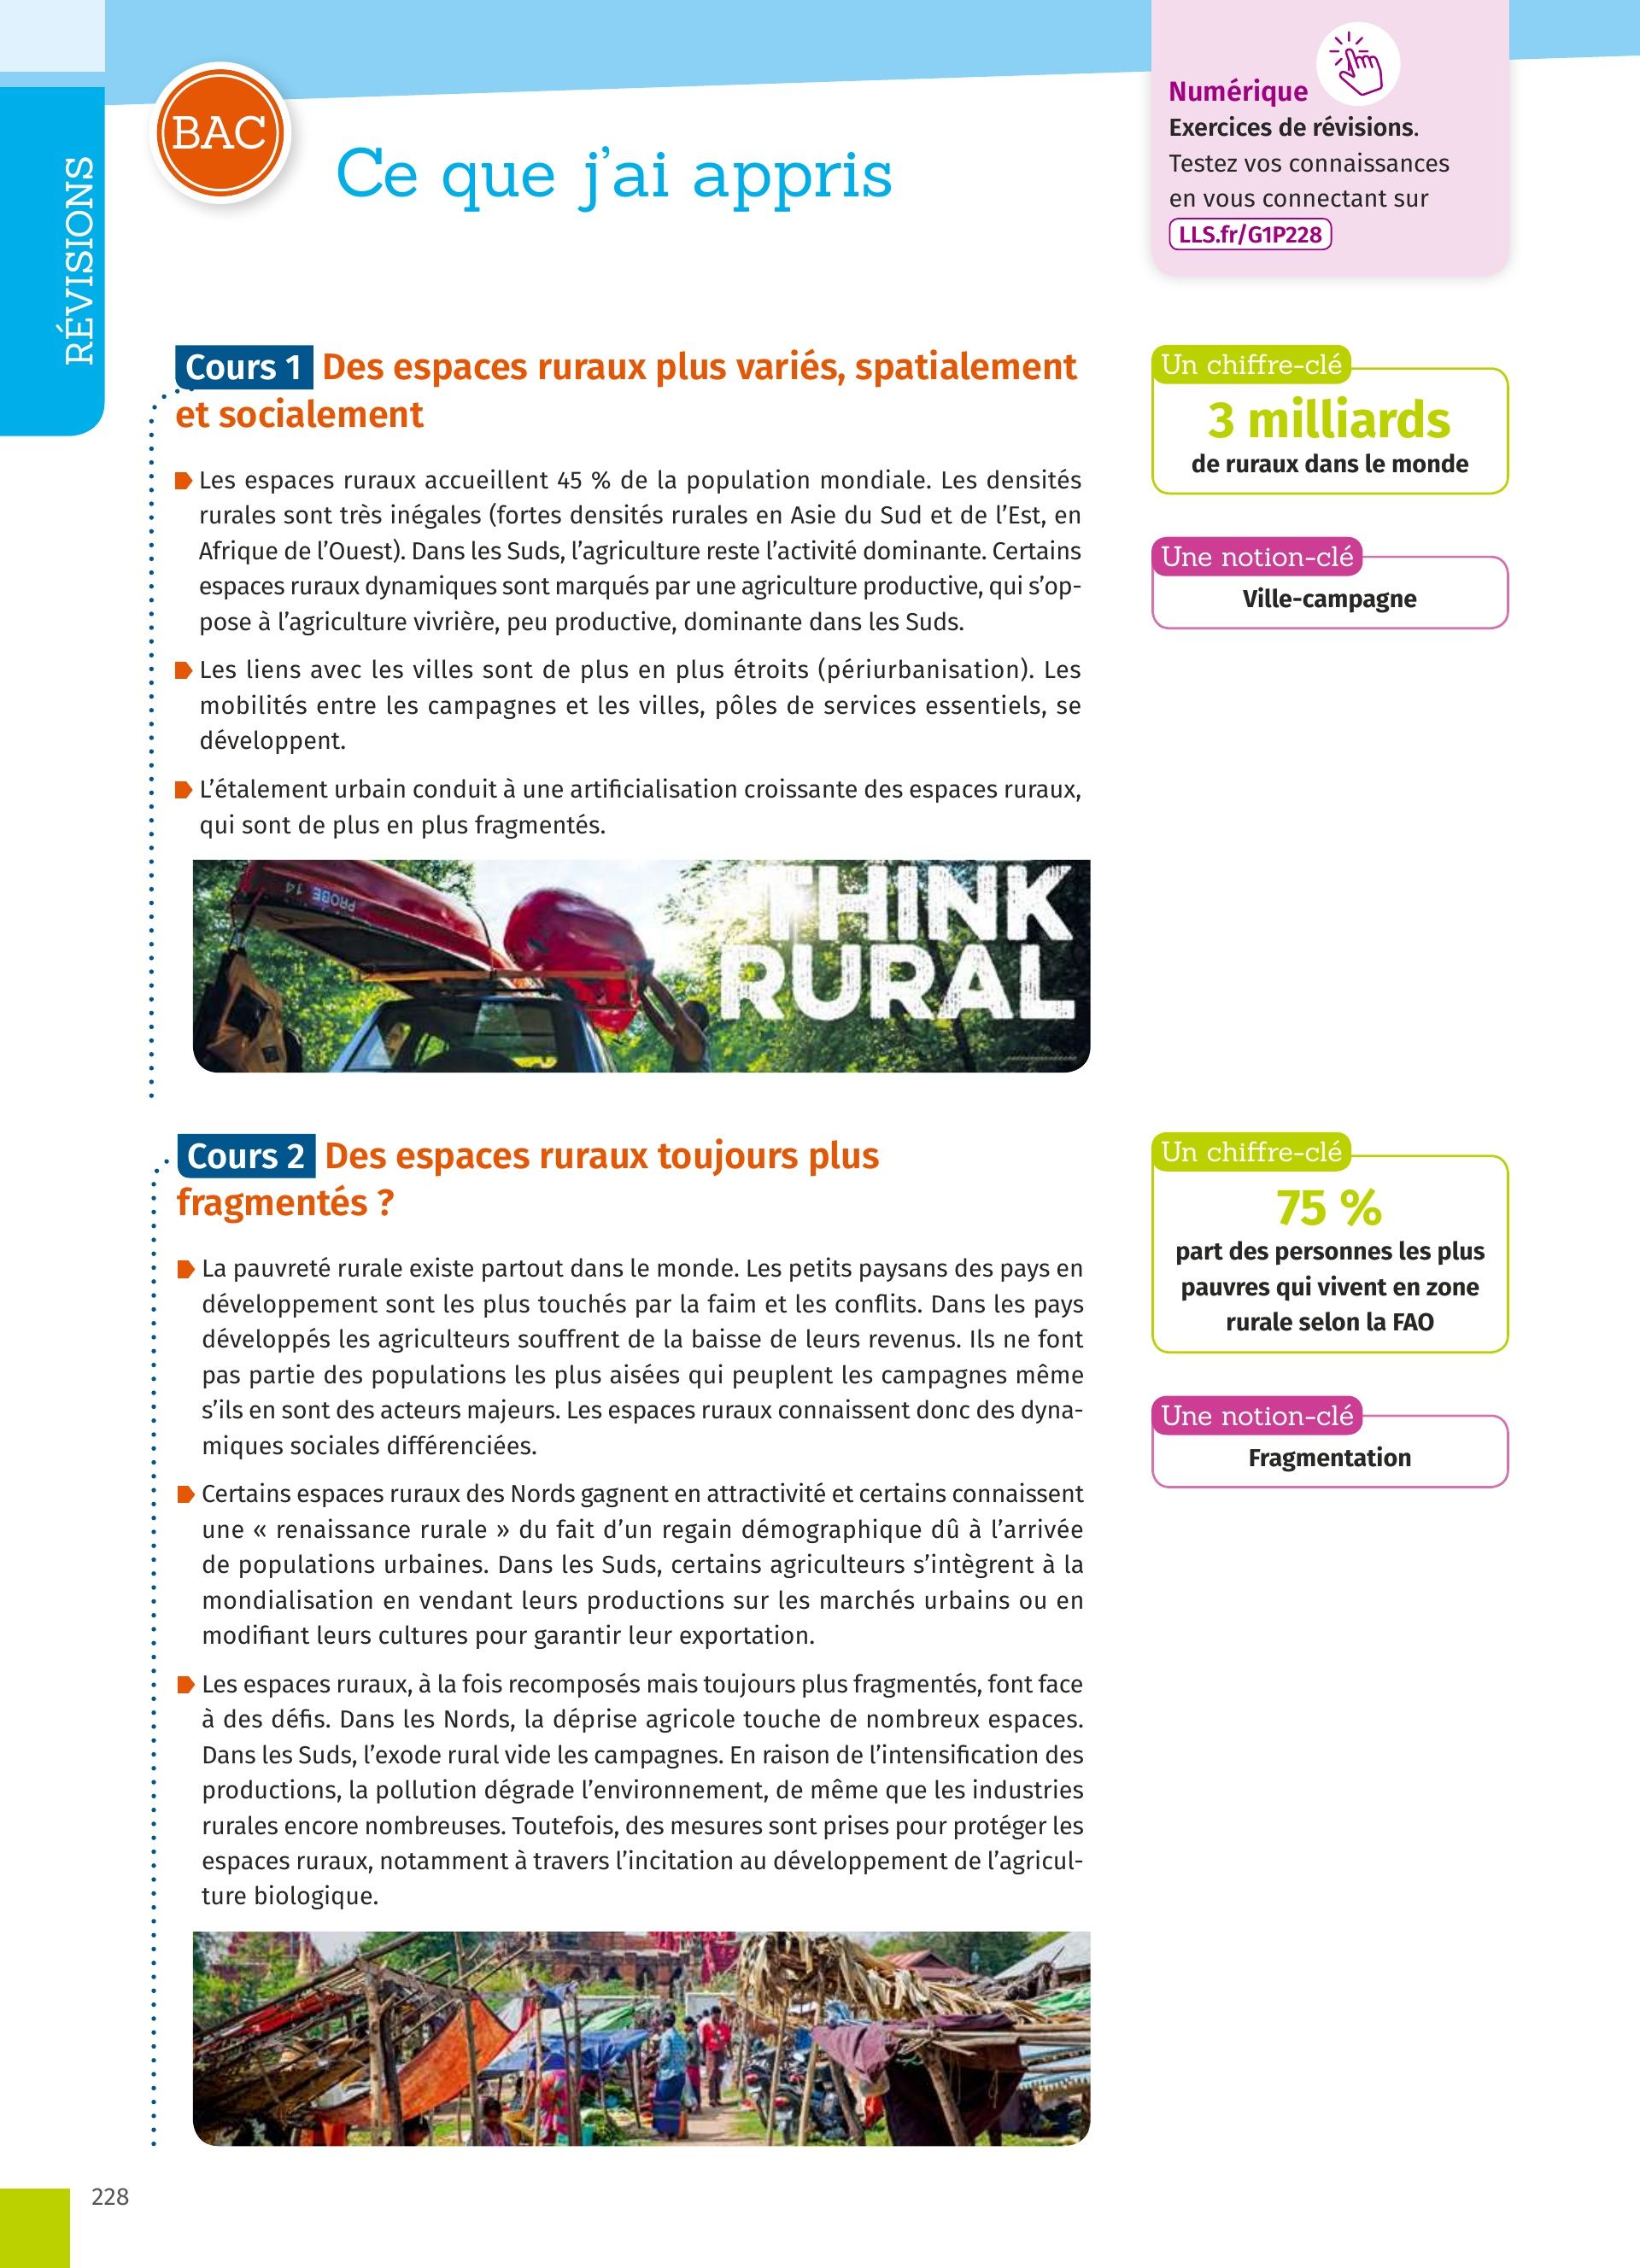 RÉVISIONS
BAC
Ce que j'ai appris
Numérique
Exercices de révisions.
Testez vos connaissances
en vous connectant sur
LLS.fr/G1P228
Cours 1 Des espaces ruraux plus variés, spatialement
et socialement
Les espaces ruraux accueillent 45 % de la population mondiale. Les densités
rurales sont très inégales (fortes densités rurales en Asie du Sud et de l'Est, en
Afrique de l'Ouest). Dans les Suds, l'agriculture reste l'activité dominante. Certains
espaces ruraux dynamiques sont marqués par une agriculture productive, qui s'op-
pose à l'agriculture vivrière, peu productive, dominante dans les Suds.
Les liens avec les villes sont de plus en plus étroits (périurbanisation). Les
mobilités entre les campagnes et les villes, pôles de services essentiels, se
développent.
L'étalement urbain conduit à une artificialisation croissante des espaces ruraux,
qui sont de plus en plus fragmentés.
PROBE 14
THINK
RURAL
Un chiffre-clé
3 milliards
de ruraux dans le monde
Une notion-clé
Ville-campagne
Cours 2 Des espaces ruraux toujours plus
fragmentés ?
La pauvreté rurale existe partout dans le monde. Les petits paysans des pays en
développement sont les plus touchés par la faim et les conflits. Dans les pays
développés les agriculteurs souffrent de la baisse de leurs revenus. Ils ne font
pas partie des populations les plus aisées qui peuplent les campagnes même
s'ils en sont des acteurs majeurs. Les espaces ruraux connaissent donc des dyna-
miques sociales différenciées.
Certains espaces ruraux des Nords gagnent en attractivité et certains connaissent
une « renaissance rurale » du fait d'un regain démographique dû à l'arrivée
de populations urbaines. Dans les Suds, certains agriculteurs s'intègrent à la
mondialisation en vendant leurs productions sur les marchés urbains ou en
modifiant leurs cultures pour garantir leur exportation.
Les espaces ruraux, à la fois recomposés mais toujours plus fragmentés, font face
à des défis. Dans les Nords, la déprise agricole touche de nombreux espaces.
Dans les Suds, l'exode rural vide les campagnes. En raison de l'intensification des
productions, la pollution dégrade l'environnement, de même que les industries
rurales encore nombreuses. Toutefois, des mesures sont prises pour protéger les
espaces ruraux, notamment à travers l'incitation au développement de l'agricul-
ture biologique.
Un chiffre-clé
75 %
part des personnes les plus
pauvres qui vivent en zone
rurale selon la FAO
Une notion-clé
Fragmentation
228